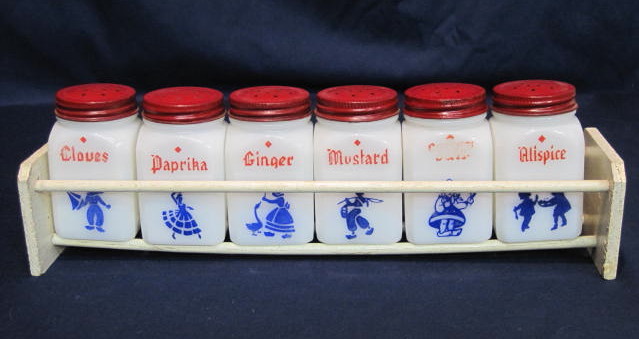 Cloves
Paprika
Ginger
Mustard
Allspice